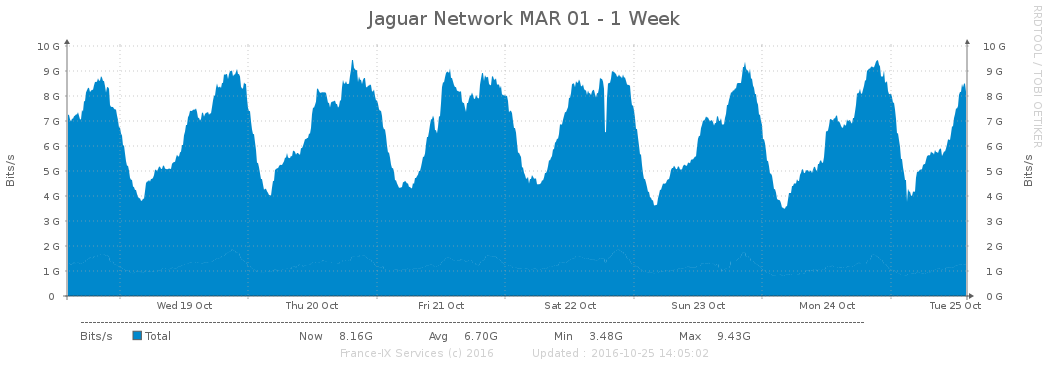 Jaguar Network MAR 01 - 1 Week
RRDTOOL / TOBI OETIKER
Bits/s
10 G 10 G
9 G 9 G
8 G 8 G
7 G 7 G
6 G 6 G
5 G 5 G
4 G 4 G
3 G 3 G
2 G 2 G
1 G 1 G
0 0 G
Bits/s
Wed 19 Oct Thu 20 Oct Fri 21 Oct Sat 22 Oct Sun 23 Oct Mon 24 Oct Tue 25 Oct
Bits/s Total Now 8.16G Avg 6.70G Min 3.48G Max 9.43G
France-IX Services (c) 2016 Updated : 2016-10-25 14:05:02